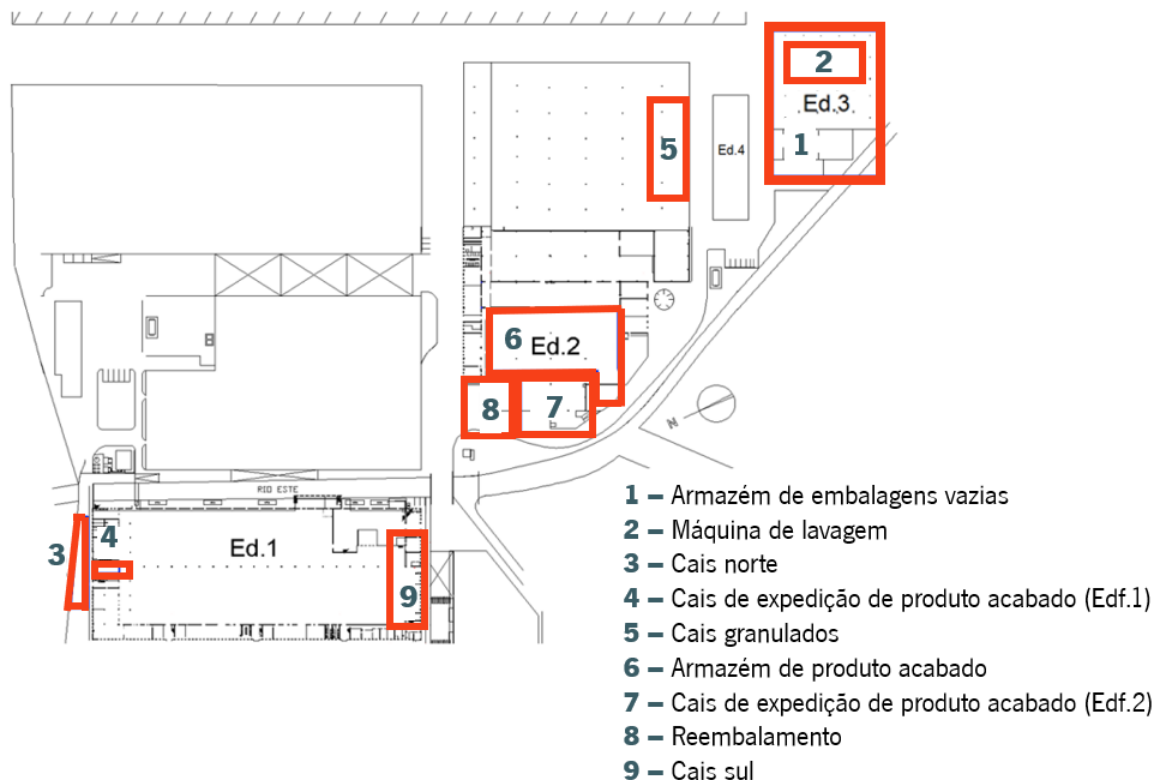 2
Ed.3
1
5
Ed.4
6
Ed.2
8
7
N
RIO ESTE
3
4
Ed.1
9
1 – Armazém de embalagens vazias
2 – Máquina de lavagem
3 – Cais norte
4 – Cais de expedição de produto acabado (Edf.1)
5 – Cais granulados
6 – Armazém de produto acabado
7 – Cais de expedição de produto acabado (Edf.2)
8 – Reembalamento
9 – Cais sul